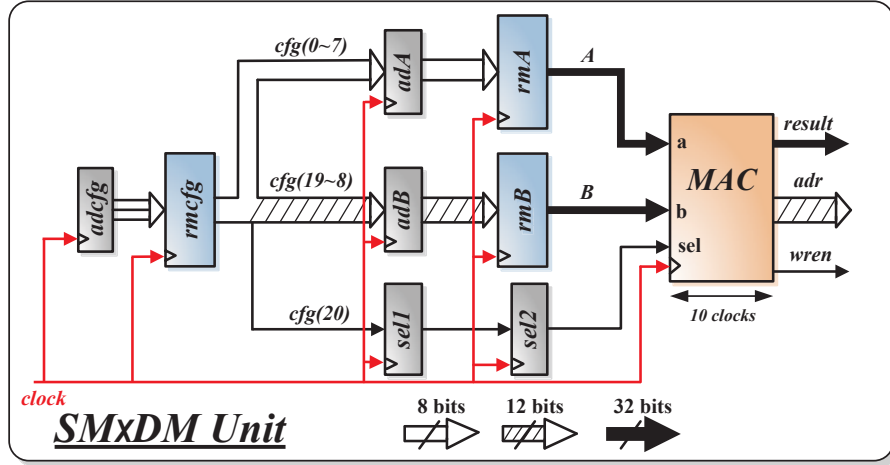 cfg(0~7)
adA
rmA
A
a
result
MAC
cfg(19~8)
adcfg
rmcfg
adB
rmB
B
b
adr
sel
wren
cfg(20)
sel1
sel2
10 clocks
clock
SMxDM Unit
8 bits
12 bits
32 bits